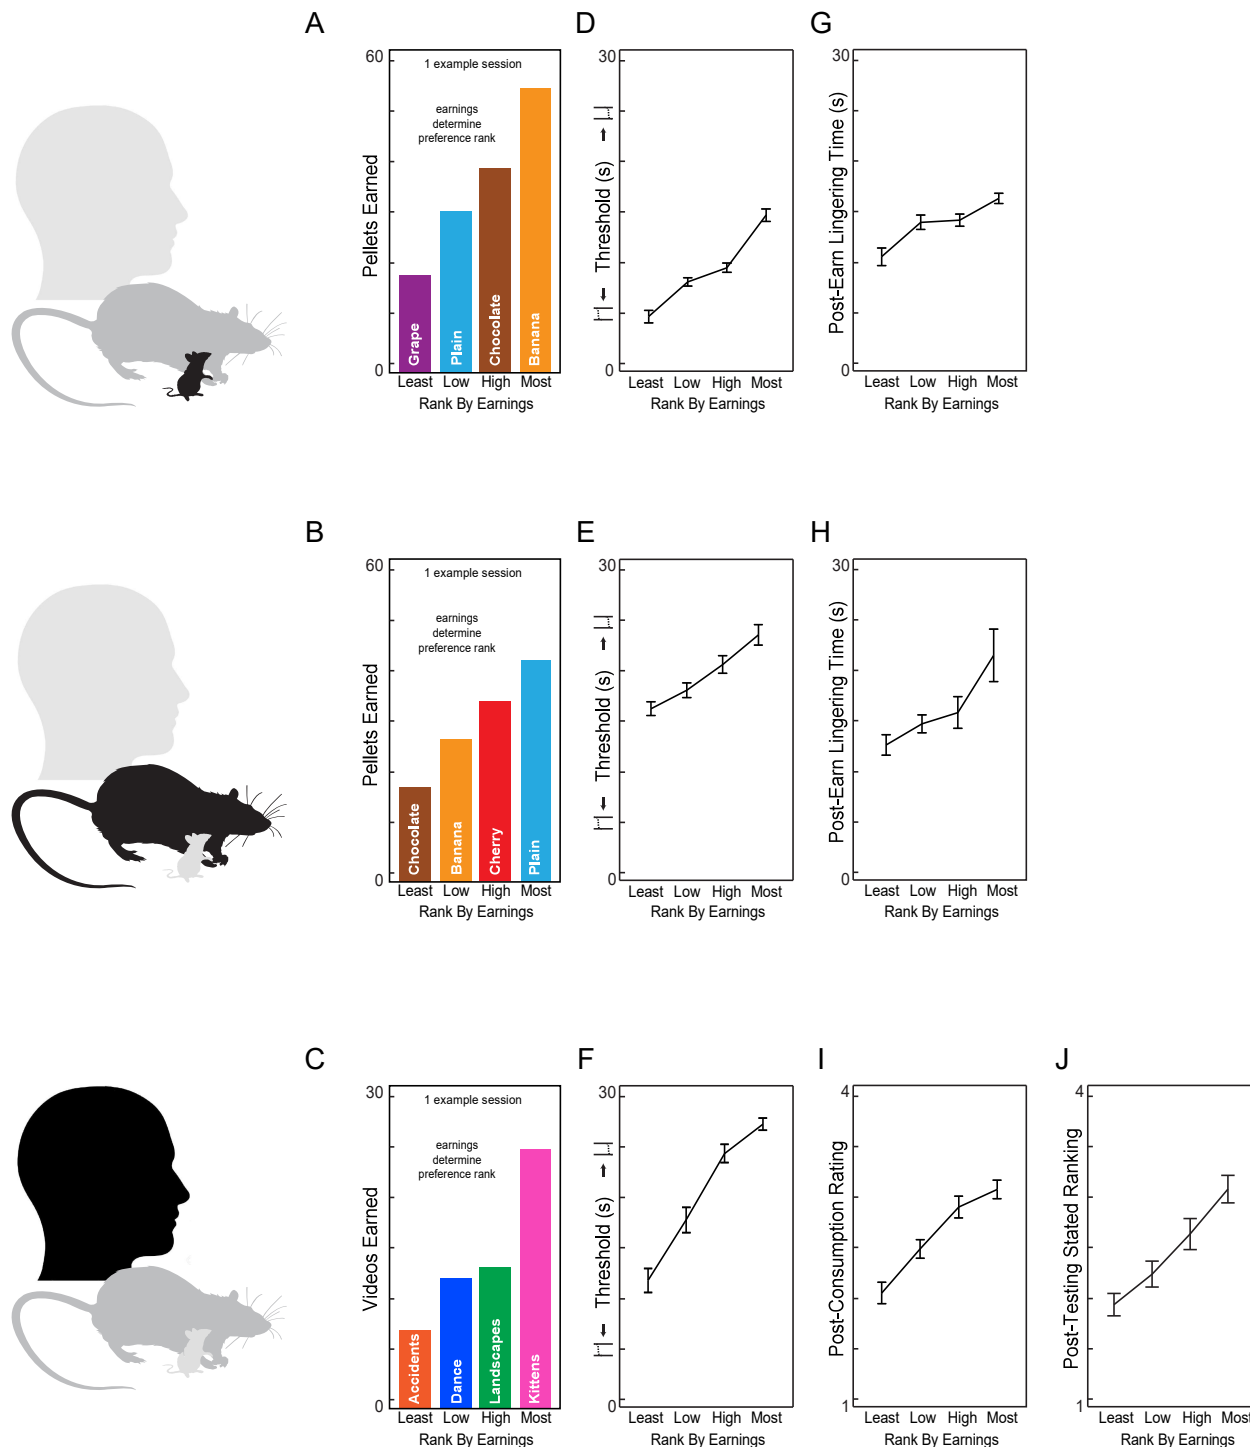 A
D
G
60
1 example session
earnings
determine
preference rank
Pellets Earned
Grape
Plain
Chocolate
Banana
0
Least Low High Most
Rank By Earnings
30
Threshold (s)
0
Least Low High Most
Rank By Earnings
30
Post-Earn Lingering Time (s)
0
Least Low High Most
Rank By Earnings
B
E
H
60
1 example session
earnings
determine
preference rank
Pellets Earned
Chocolate
Banana
Cherry
Plain
0
Least Low High Most
Rank By Earnings
30
Threshold (s)
0
Least Low High Most
Rank By Earnings
30
Post-Earn Lingering Time (s)
0
Least Low High Most
Rank By Earnings
C
F
I
J
30
1 example session
earnings
determine
preference rank
Videos Earned
Accidents
Dance
Landscapes
Kittens
0
Least Low High Most
Rank By Earnings
30
Threshold (s)
0
Least Low High Most
Rank By Earnings
4
Post-Consumption Rating
1
Least Low High Most
Rank By Earnings
4
Post-Testing Stated Ranking
1
Least Low High Most
Rank By Earnings